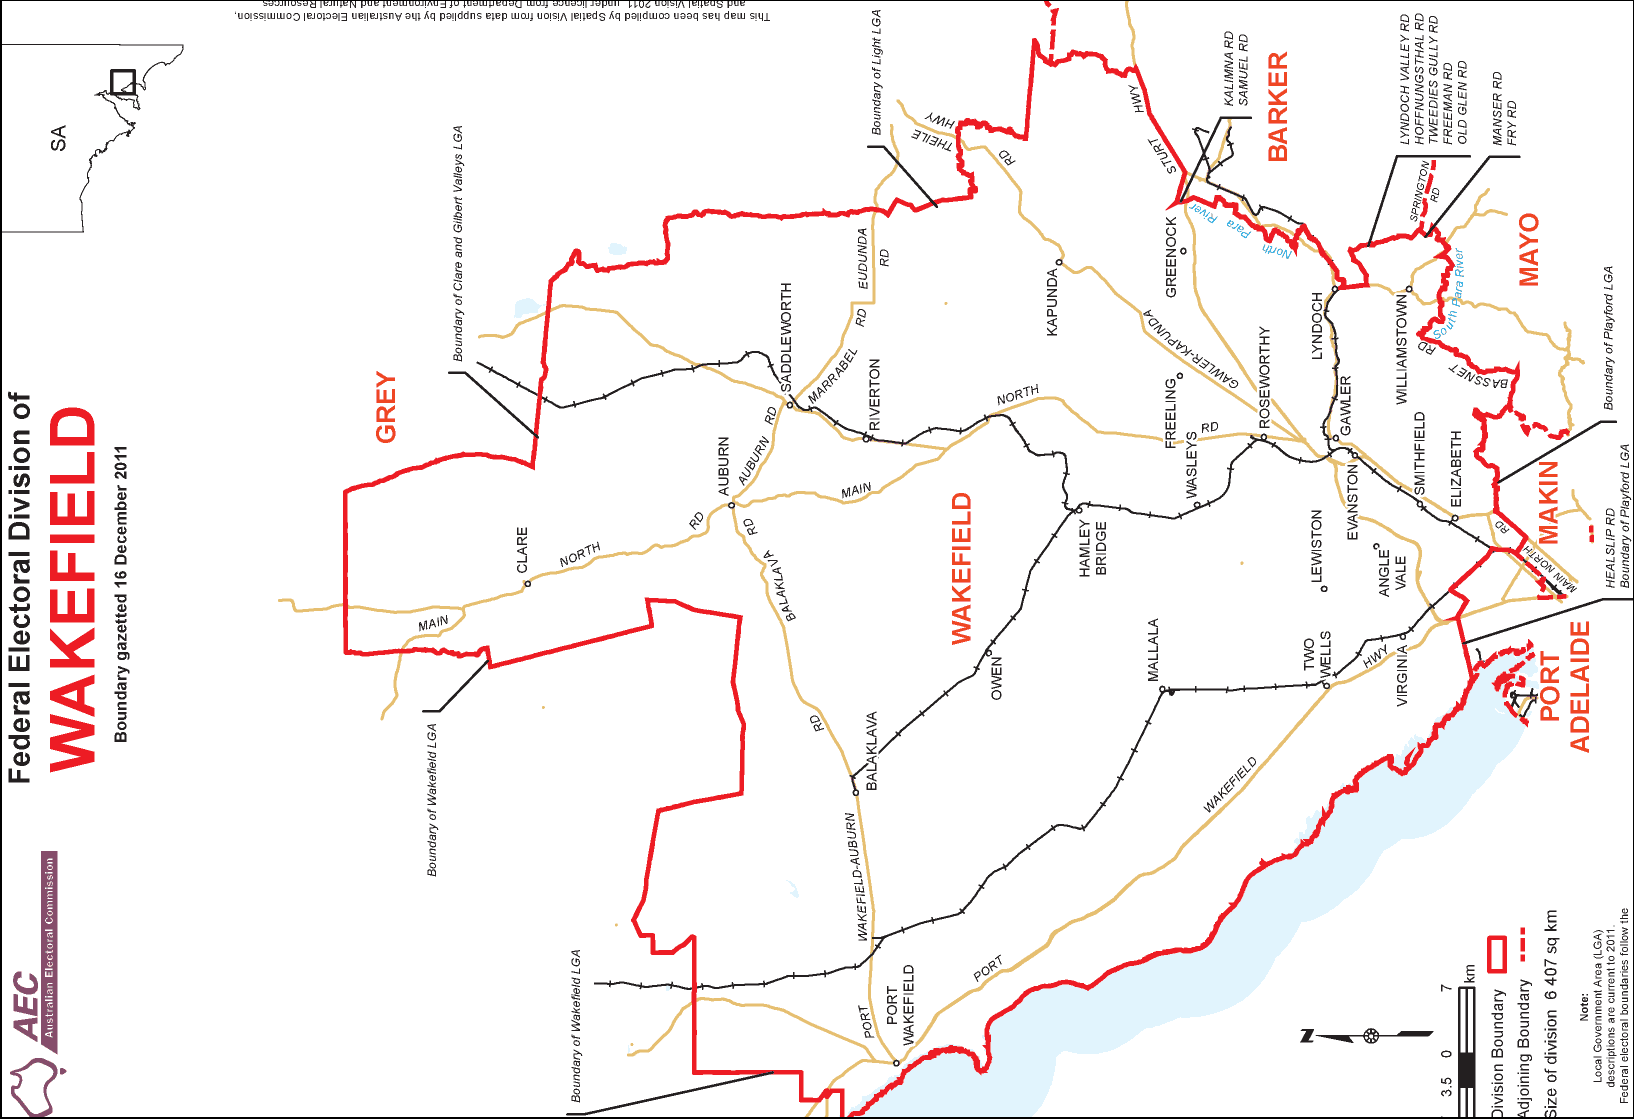 Federal Electoral Division of
WAKEFIELD
Boundary gazetted 16 December 2011
AEC
Australian Electoral Commission
SA
This map has been compiled by Spatial Vision from data supplied by the Australian Electoral Commission,
and Spatial Vision 2011, under licence from Department of Environment and Natural Resources
Boundary of Clare and Gilbert Valleys LGA
Boundary of Light LGA
Boundary of Wakefield LGA
Boundary of Wakefield LGA
GREY
BARKER
MAYO
MAKIN
PORT
ADELAIDE
WAKEFIELD
KALIMNA RD
SAMUEL RD
LYNDOCH VALLEY RD
HOFFNUNGSTHAL RD
TWEEDIES GULLY RD
FREEMAN RD
OLD GLEN RD
MANSER RD
FRY RD
SPRINGTON
RD
Boundary of Playford LGA
HEALSLIP RD
Boundary of Playford LGA
CLARE
AUBURN
SADDLEWORTH
RIVERTON
KAPUNDA
GREENOCK
FREELING
ROSEWORTHY
WASLEYS
LYNDOCH
WILLIAMSTOWN
GAWLER
EVANSTON
SMITHFIELD
ELIZABETH
LEWISTON
ANGLE
VALE
HAMLEY
BRIDGE
OWEN
MALLALA
TWO
WELLS
VIRGINIA
BALAKLAVA
PORT
WAKEFIELD
MAIN
NORTH
RD
AUBURN
RD
BALAKLAVA
RD
RD
MAIN
NORTH
RD
MARRABEL
RD
EUDUNDA
RD
THEILE
HWY
RD
STURT
HWY
GAWLER-KAPUNDA
North
Para
River
South Para River
RD
BASSNET
RD
MAIN NORTH
WAKEFIELD-AUBURN
PORT
PORT
WAKEFIELD
HWY
N
3.5
0
7
km
Division Boundary
Adjoining Boundary
Size of division 6 407 sq km
Note:
Local Government Area (LGA)
descriptions are current to 2011.
Federal electoral boundaries follow the